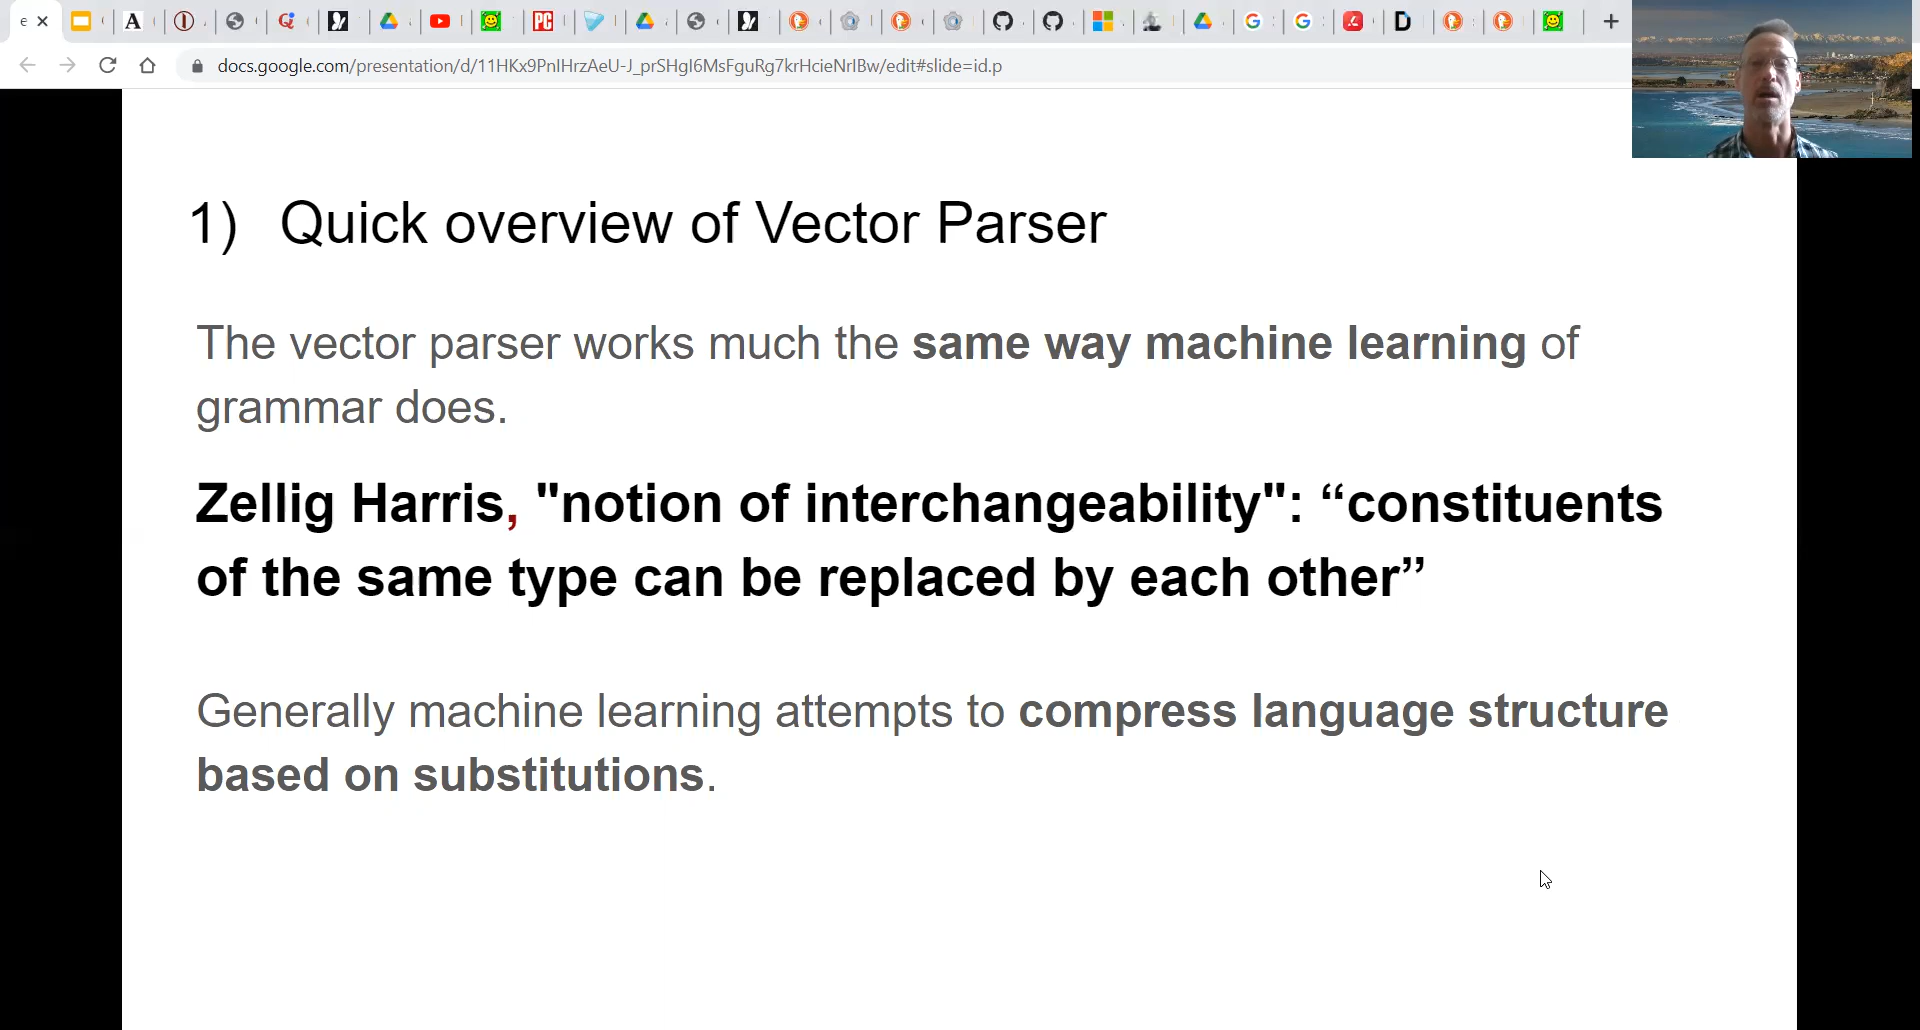 docs.google.com/presentation/d/11HKx9PnIHrzAeU-J_prSHgI6MsFguRg7krHcieNrIBw/edit#slide=id.p
1) Quick overview of Vector Parser
The vector parser works much the same way machine learning of
grammar does.
Zellig Harris, "notion of interchangeability": “constituents
of the same type can be replaced by each other”
Generally machine learning attempts to compress language structure
based on substitutions.